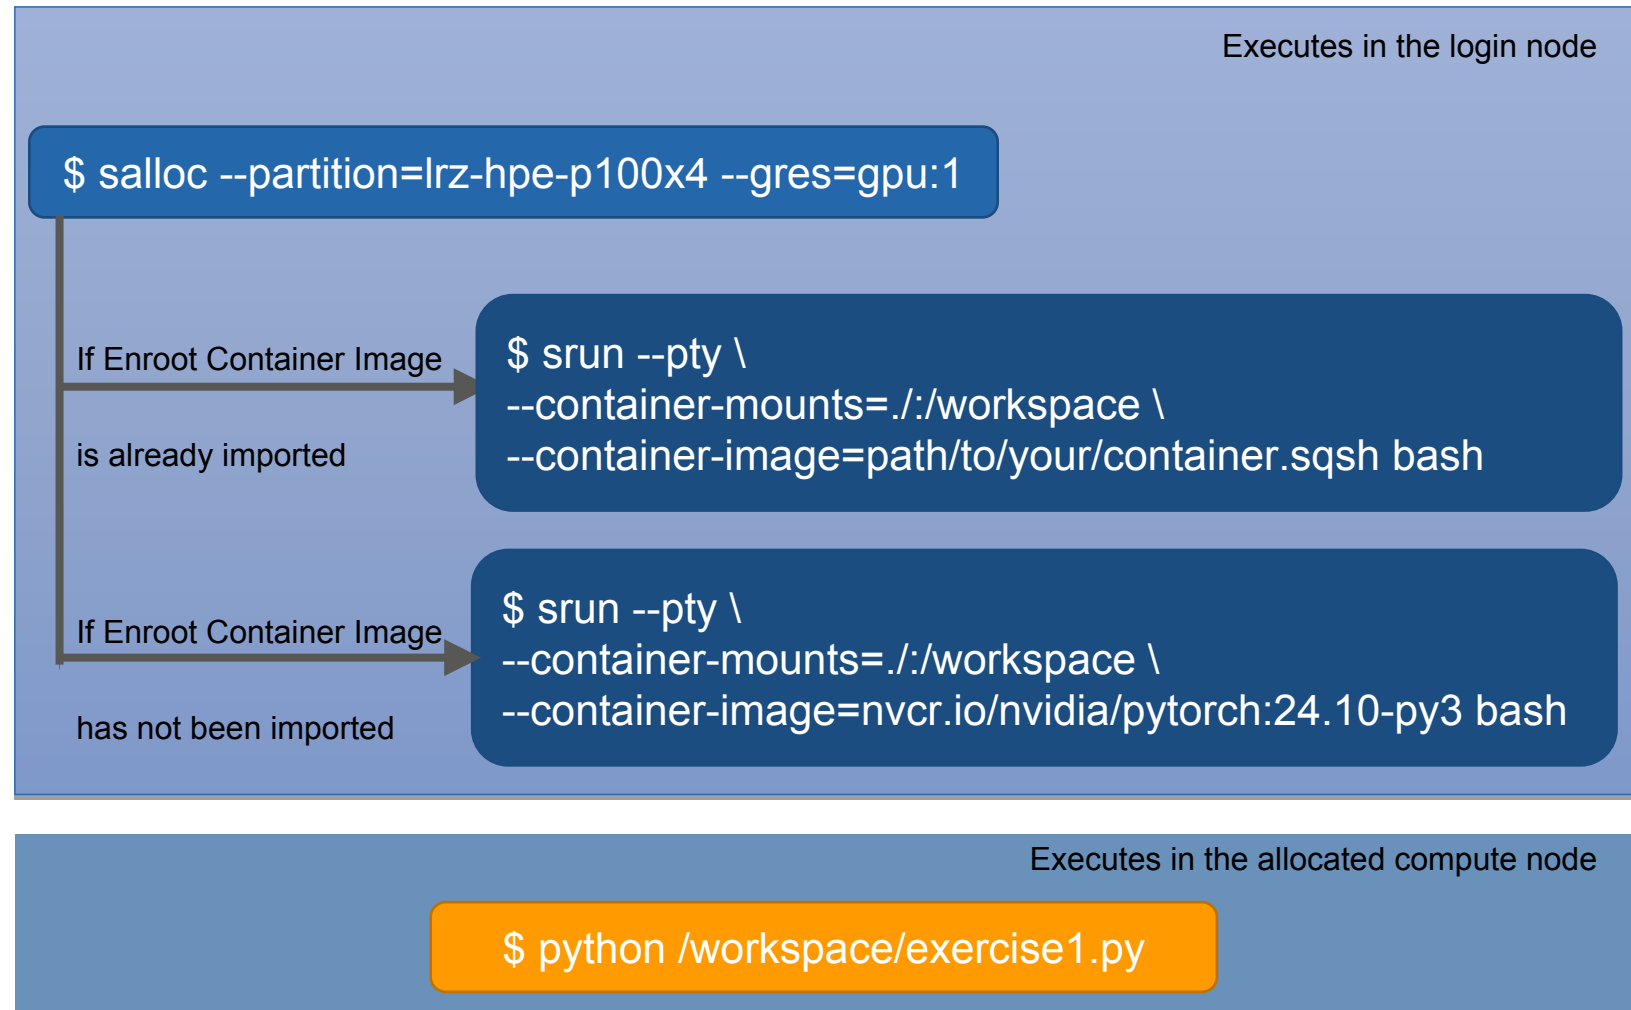 Executes in the login node
$ salloc --partition=lrz-hpe-p100x4 --gres=gpu:1
If Enroot Container Image
is already imported
$ srun --pty \
--container-mounts=./:/workspace \
--container-image=path/to/your/container.sqsh bash
If Enroot Container Image
has not been imported
$ srun --pty \
--container-mounts=./:/workspace \
--container-image=nvcr.io/nvidia/pytorch:24.10-py3 bash
Executes in the allocated compute node
$ python /workspace/exercise1.py